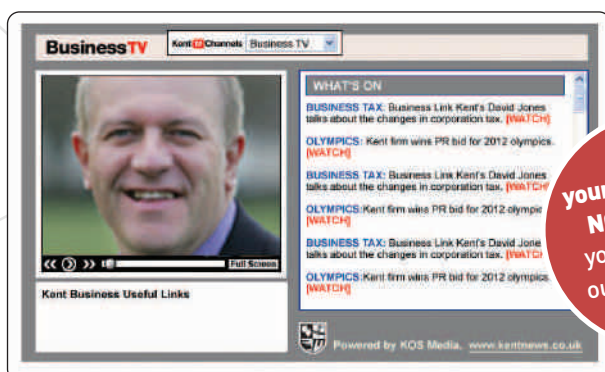 BusinessTV
Kent TV Channels Business TV
WHAT'S ON
BUSINESS TAX: Business Link Kent's David Jones
talks about the changes in corporation tax. [WATCH]
OLYMPICS: Kent firm wins PR bid for 2012 olympics.
[WATCH]
BUSINESS TAX: Business Link Kent's David Jones
talks about the changes in corporation tax. [WATCH
OLYMPICS:Kent firm wins PR bid for 2012 olympic
[WATCH]
BUSINESS TAX: Business Link Kent's David Jone
talks about the changes in corporation tax. [WATC
OLYMPICS:Kent firm wins PR bid for 2012 olympics.
[WATCH]
Full Screen
Kent Business Useful Links
Powered by KOS Media. www.kentnews.co.uk
your
N
yo
ou